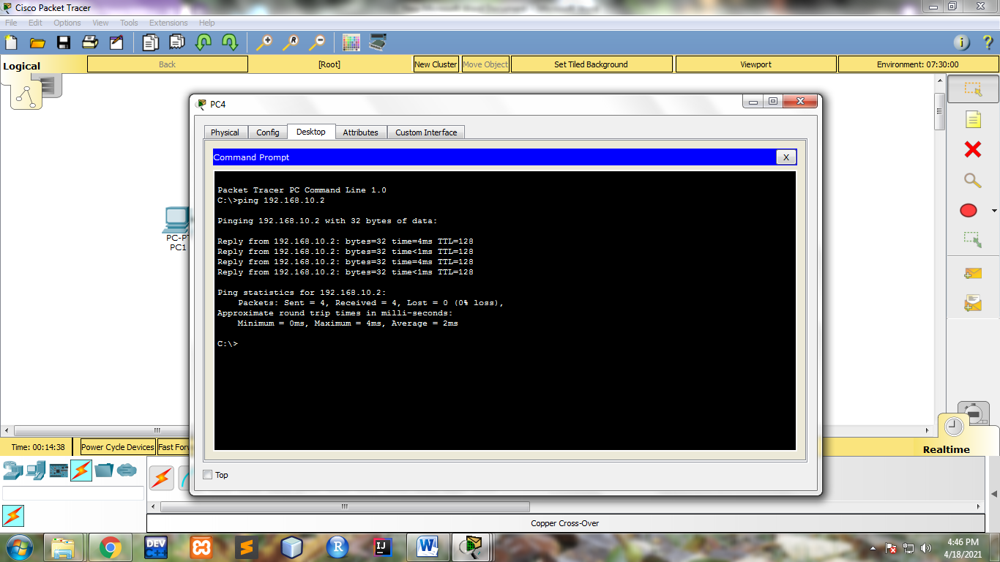 Cisco Packet Tracer
File Edit Options View Tools Extensions Help
Logical
Back
[Root]
New Cluster
Move Object
Set Tiled Background
Viewport
Environment: 07:30:00
PC4
Physical Config Desktop Attributes Custom Interface
Command Prompt
X
Packet Tracer PC Command Line 1.0
C:\>ping 192.168.10.2
Pinging 192.168.10.2 with 32 bytes of data:
Reply from 192.168.10.2: bytes=32 time=4ms TTL=128
Reply from 192.168.10.2: bytes=32 time<1ms TTL=128
Reply from 192.168.10.2: bytes=32 time=4ms TTL=128
Reply from 192.168.10.2: bytes=32 time<1ms TTL=128
Ping statistics for 192.168.10.2:
Packets: Sent = 4, Received = 4, Lost = 0 (0% loss),
Approximate round trip times in milli-seconds:
Minimum = 0ms, Maximum = 4ms, Average = 2ms
C:\>
PC-PT
PC1
Top
Time: 00:14:38
Power Cycle Devices
Fast For
Realtime
Copper Cross-Over
DEV
C++
R
IJ
W
4:46 PM
4/18/2021